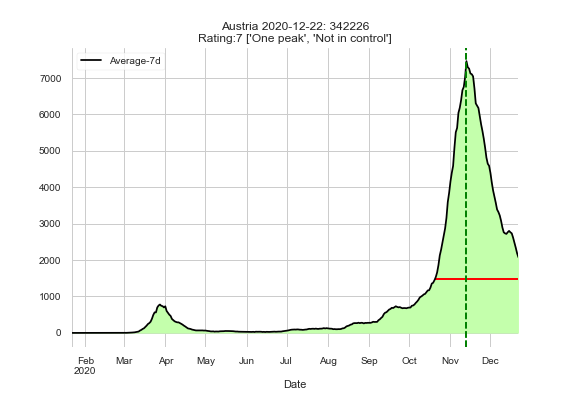 Austria 2020-12-22: 342226
Rating:7 ['One peak', 'Not in control']
Average-7d
7000
6000
5000
4000
3000
2000
1000
0
Feb Mar Apr May Jun Jul Aug Sep Oct Nov Dec
2020
Date